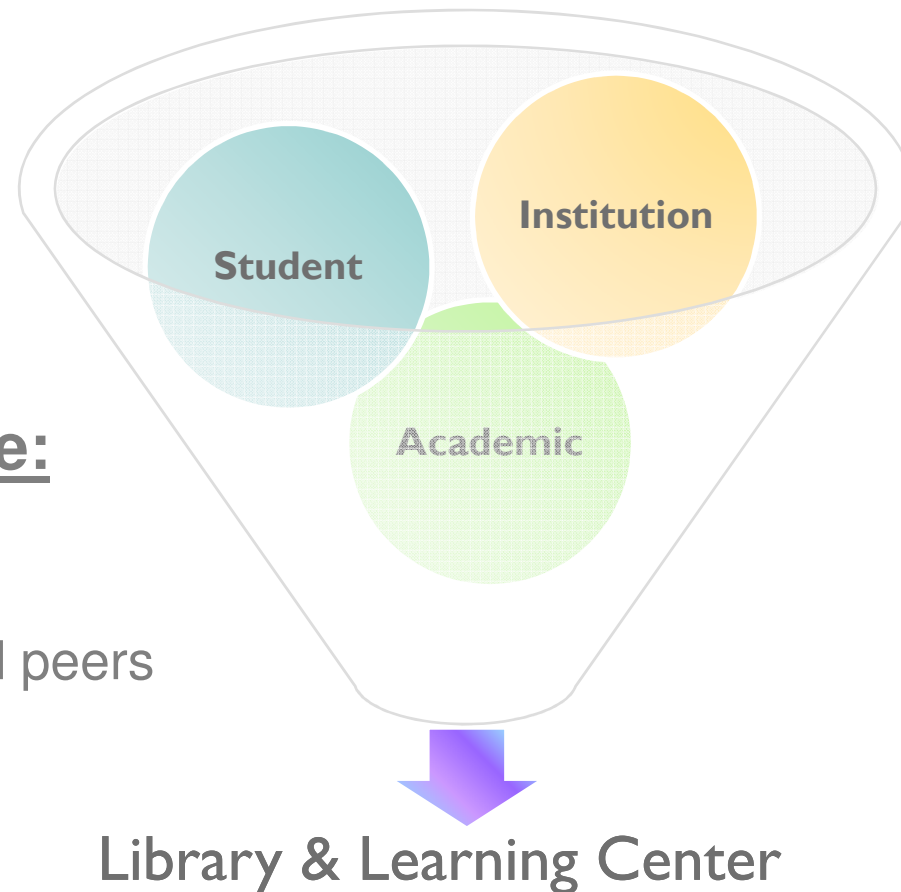 Institution
Student
Academic
e:
peers
Library & Learning Center